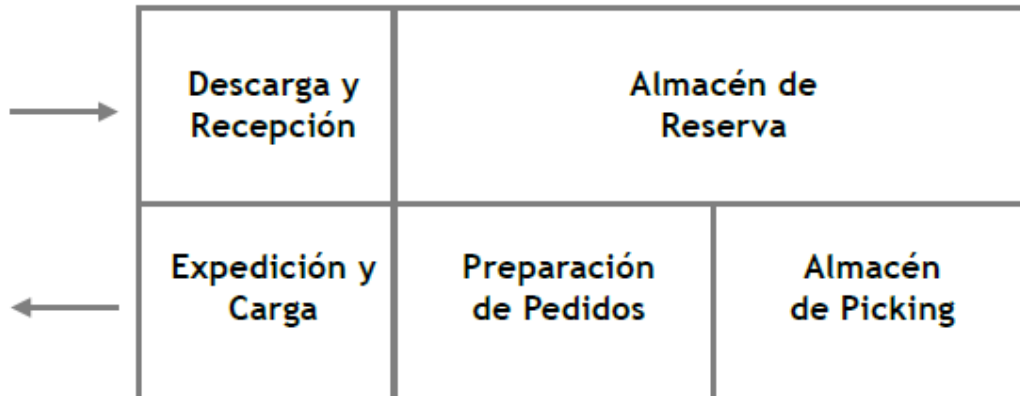 Descarga y
Recepción
Almacén de
Reserva
Expedición y
Carga
Preparación
de Pedidos
Almacén
de Picking